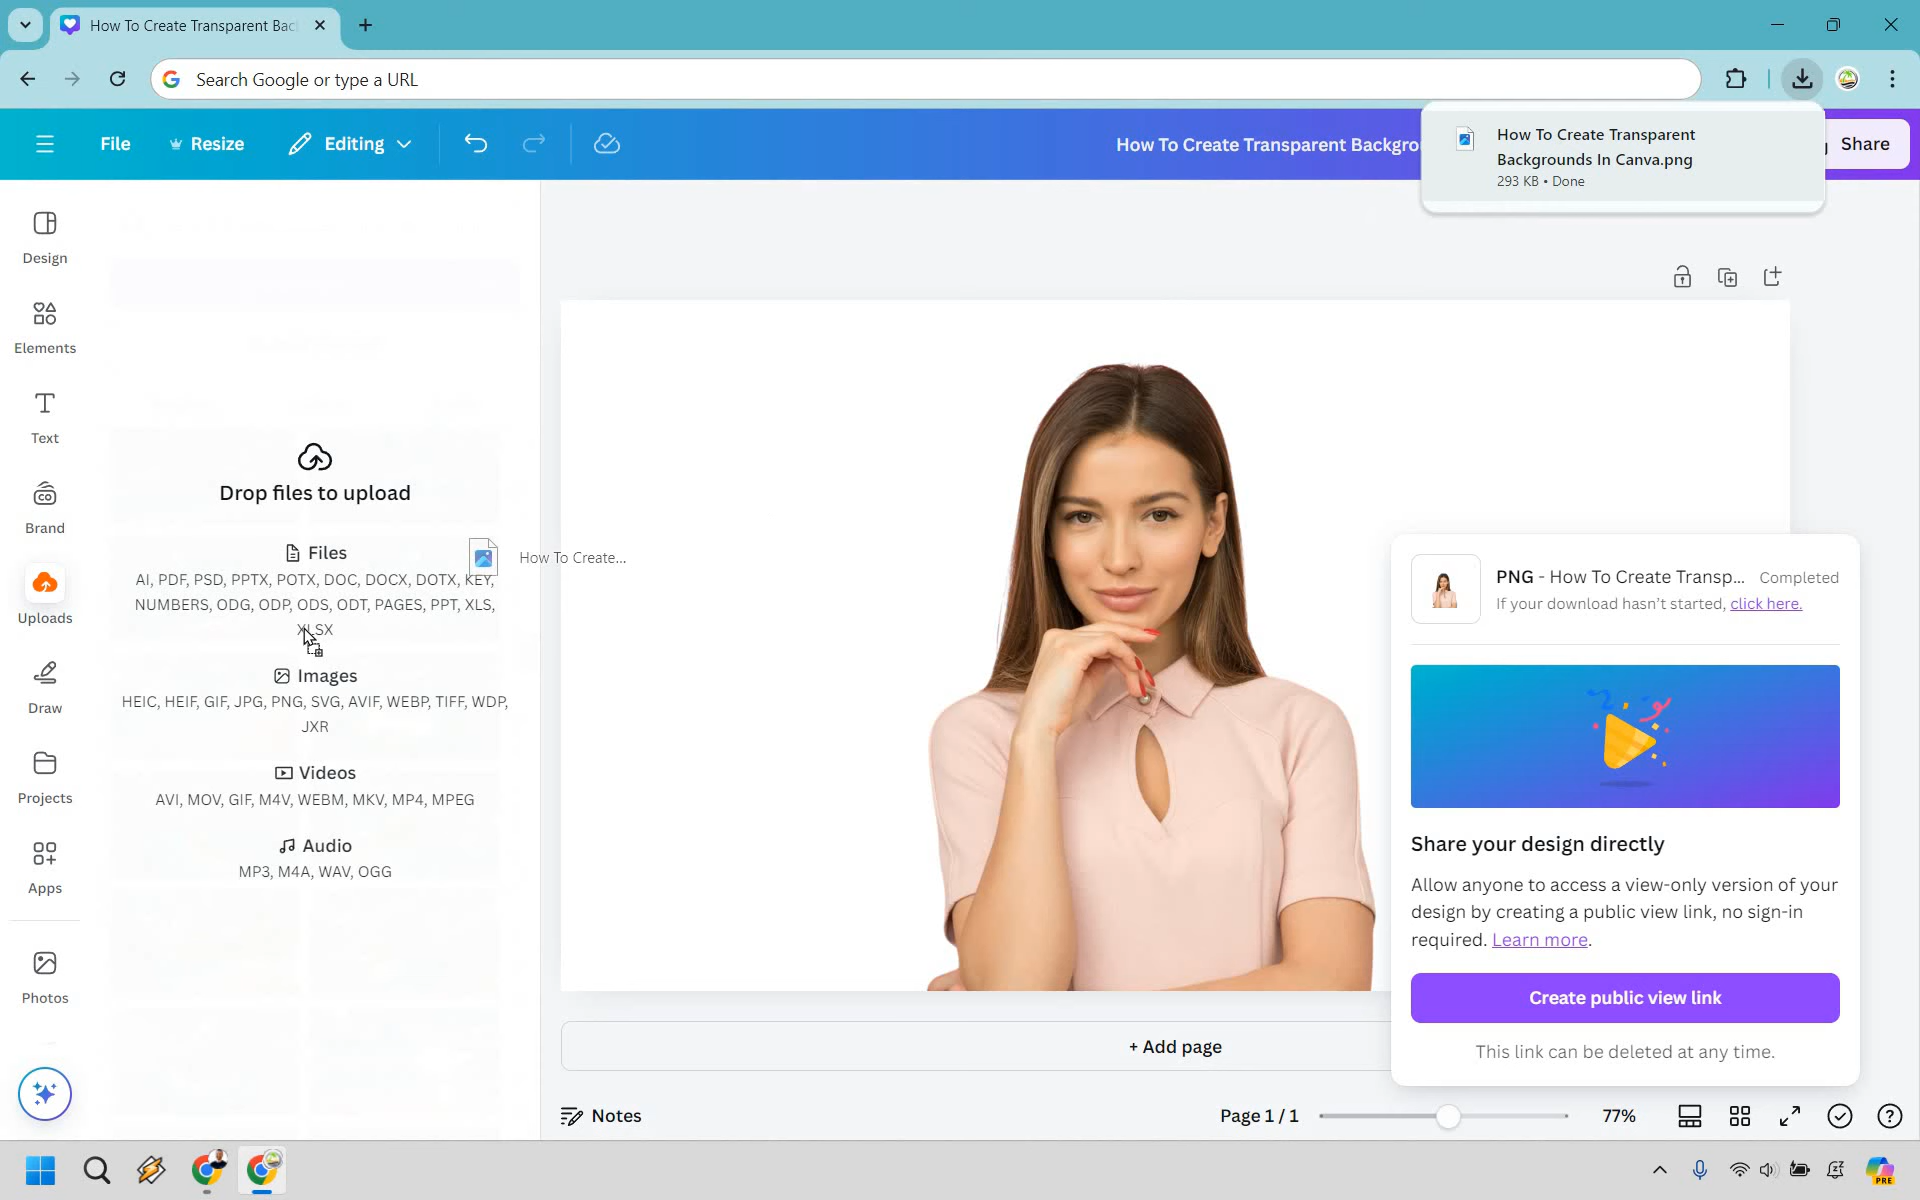 How To Create Transparent Bac
Search Google or type a URL
File
Resize
Editing
How To Create Transparent Backgrou
Share
How To Create Transparent
Backgrounds In Canva.png
293 KB • Done
Design
Elements
Text
Brand
Uploads
Draw
Projects
Apps
Photos
Drop files to upload
Files
AI, PDF, PSD, PPTX, POTX, DOC, DOCX, DOTX, KEY,
NUMBERS, ODG, ODP, ODS, ODT, PAGES, PPT, XLS,
XLSX
How To Create...
Images
HEIC, HEIF, GIF, JPG, PNG, SVG, AVIF, WEBP, TIFF, WDP,
JXR
Videos
AVI, MOV, GIF, M4V, WEBM, MKV, MP4, MPEG
Audio
MP3, M4A, WAV, OGG
PNG - How To Create Transp... Completed
If your download hasn't started, click here.
Share your design directly
Allow anyone to access a view-only version of your
design by creating a public view link, no sign-in
required. Learn more.
Create public view link
This link can be deleted at any time.
+ Add page
Notes
Page 1 / 1
77%
PRE